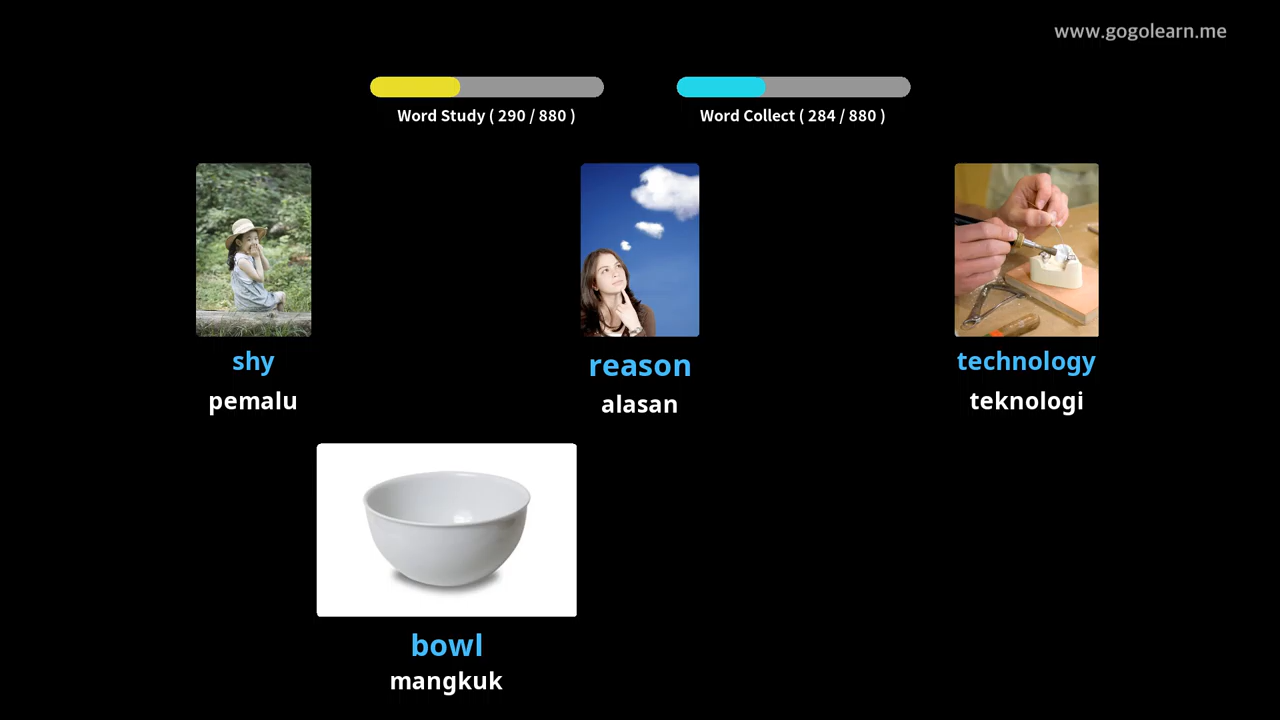 www.gogolearn.me
Word Study ( 290 / 880 )
Word Collect ( 284 / 880 )
shy
pemalu
reason
alasan
technology
teknologi
bowl
mangkuk